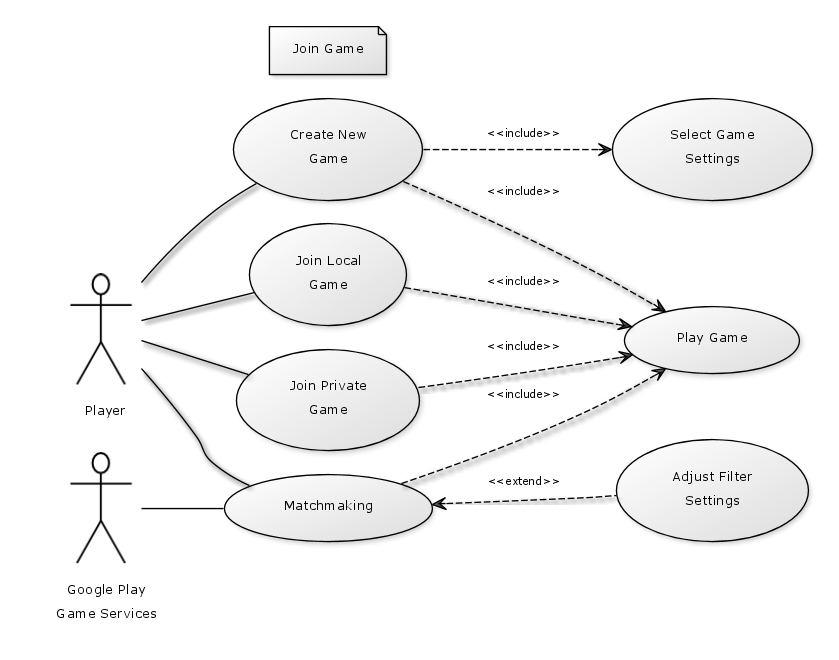 Join Game
Create New
Game
<<include>>
Select Game
Settings
<<include>>
Join Local
Game
<<include>>
Play Game
<<include>>
Join Private
Game
<<include>>
Player
<<extend>>
Adjust Filter
Settings
Matchmaking
Google Play
Game Services